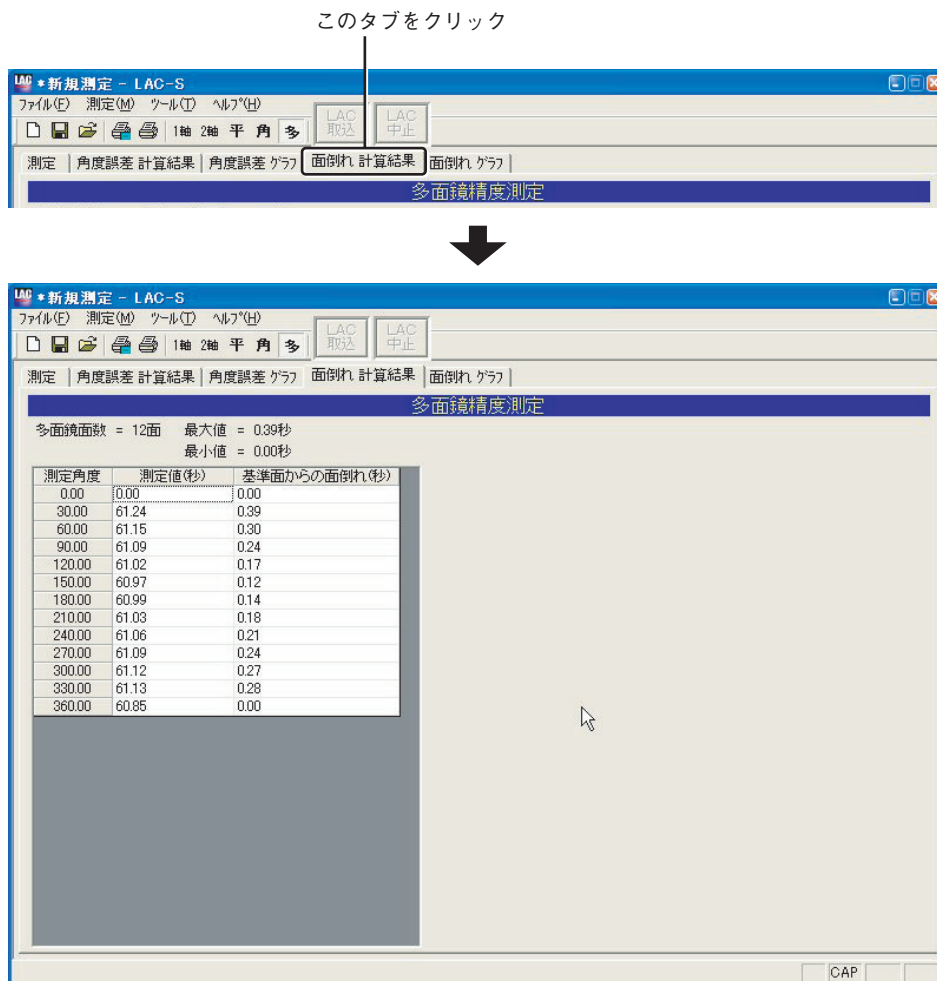 このタブをクリック
LAC *新規測定 - LAC-S
ファイル(F) 測定(M) ツール(T) ヘルプ(H)
1軸 2軸 平 角 多 LAC取込 LAC中止
測定 角度誤差 計算結果 角度誤差 グラフ 面倒れ 計算結果 面倒れ グラフ
多面鏡精度測定
LAC *新規測定 - LAC-S
ファイル(F) 測定(M) ツール(T) ヘルプ(H)
1軸 2軸 平 角 多 LAC取込 LAC中止
測定 角度誤差 計算結果 角度誤差 グラフ 面倒れ 計算結果 面倒れ グラフ
多面鏡精度測定
多面鏡面数 = 12面 最大値 = 0.39秒
最小値 = 0.00秒
測定角度 測定値(秒) 基準面からの面倒れ(秒)
0.00 0.00 0.00
30.00 61.24 0.39
60.00 61.15 0.30
90.00 61.09 0.24
120.00 61.02 0.17
150.00 60.97 0.12
180.00 60.99 0.14
210.00 61.03 0.18
240.00 61.06 0.21
270.00 61.09 0.24
300.00 61.12 0.27
330.00 61.13 0.28
360.00 60.85 0.00
CAP